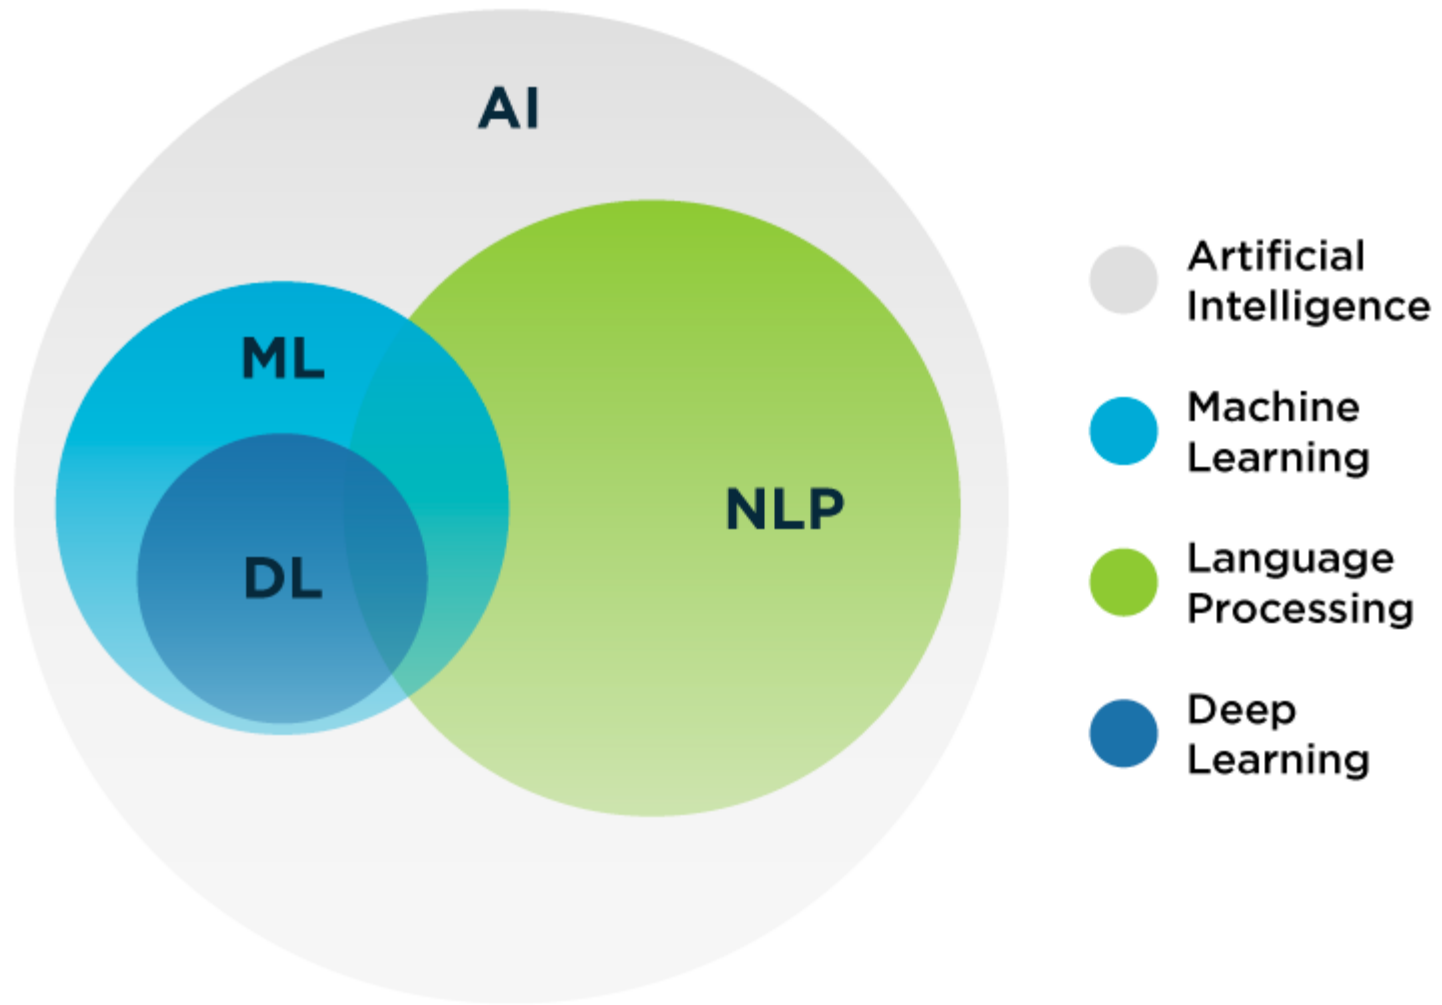 AI
ML
DL
NLP
Artificial
Intelligence
Machine
Learning
Language
Processing
Deep
Learning